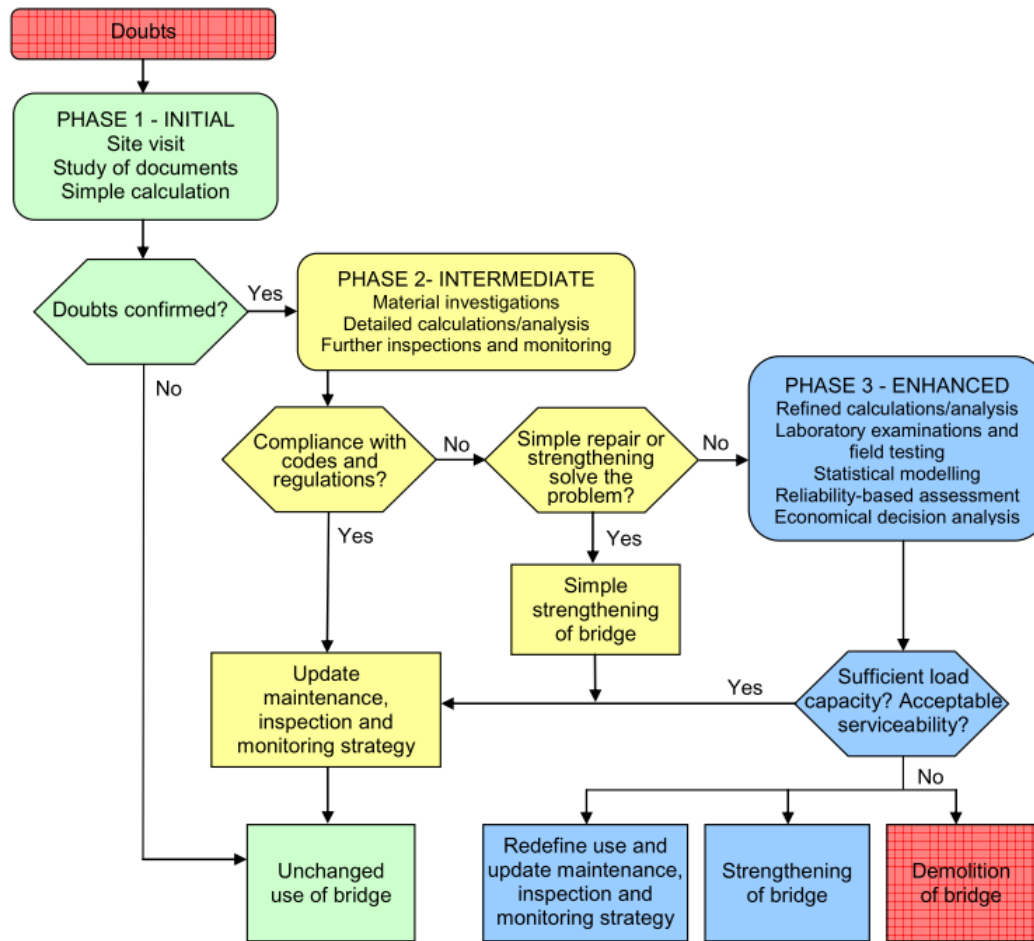 Doubts
PHASE 1 - INITIAL
Site visit
Study of documents
Simple calculation
Doubts confirmed?
Yes
No
PHASE 2- INTERMEDIATE
Material investigations
Detailed calculations/analysis
Further inspections and monitoring
Compliance with
codes and
regulations?
No
Yes
Simple repair or
strengthening
solve the
problem?
No
Yes
PHASE 3 - ENHANCED
Refined calculations/analysis
Laboratory examinations and
field testing
Statistical modelling
Reliability-based assessment
Economical decision analysis
Simple
strengthening
of bridge
Update
maintenance,
inspection and
monitoring strategy
Yes
Sufficient load
capacity? Acceptable
serviceability?
No
Unchanged
use of bridge
Redefine use and
update maintenance,
inspection and
monitoring strategy
Strengthening
of bridge
Demolition
of bridge